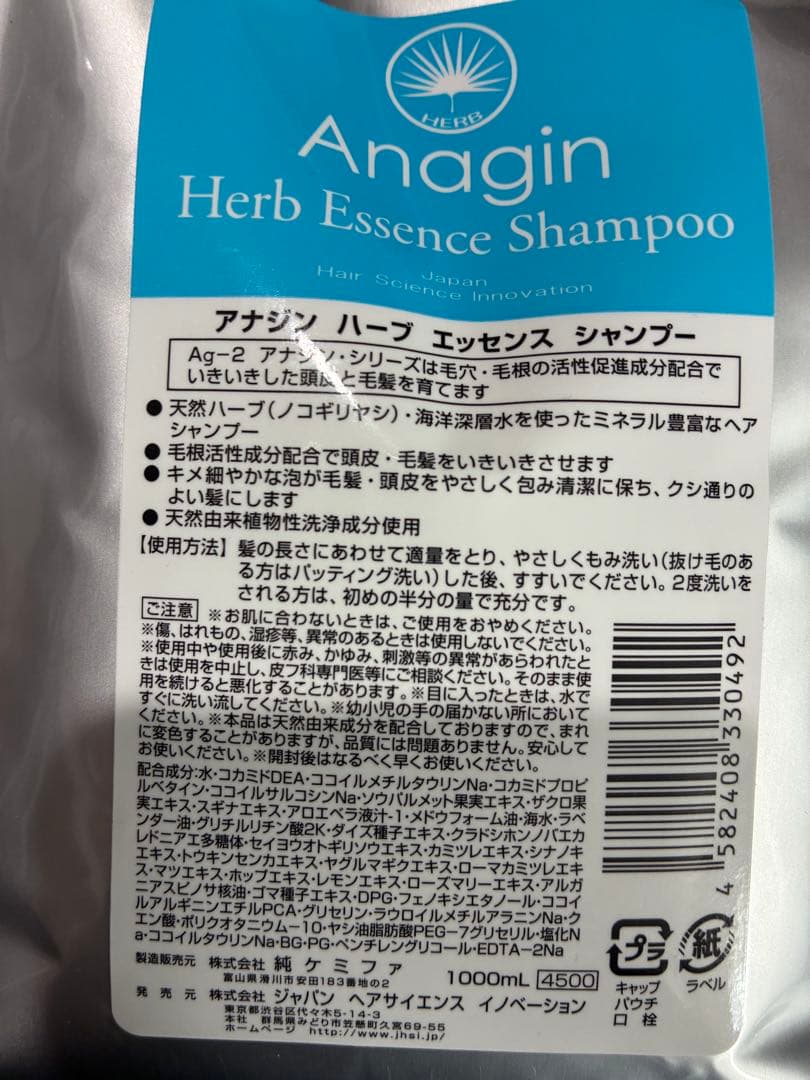 HERB
Anagin
Herb Essence Shampoo
Japan
Hair Science Innovation
アナジン ハーブ エッセンス シャンプー
Ag-2 アナジン・シリーズは毛穴・毛根の活性促進成分配合で
いきいきした頭皮と毛髪を育てます
● 天然ハーブ(ノコギリヤシ)・海洋深層水を使ったミネラル豊富なヘア
シャンプー
● 毛根活性成分配合で頭皮・毛髪をいきいきさせます
● キメ細やかな泡が毛髪・頭皮をやさしく包み清潔に保ち、クシ通りの
よい髪にします
● 天然由来植物性洗浄成分使用
【使用方法】髪の長さにあわせて適量をとり、やさしくもみ洗い(抜け毛のあ
る方はパッティング洗い)した後、すすいでください。2度洗いを
される方は、初めの半分の量で充分です。
ご注意 ※お肌に合わないときは、ご使用をおやめください。
※傷、はれもの、湿疹等、異常のあるときは使用しないでください。
※使用中や使用後に赤み、かゆみ、刺激等の異常があらわれたと
きは使用を中止し、皮フ科専門医等にご相談ください。そのまま使
用を続けると悪化することがあります。※目に入ったときは、水で
すぐに洗い流してください。※幼小児の手の届かない所において
ください。※本品は天然由来成分を配合しておりますので、まれ
に変色することがありますが、品質には問題ありません。安心して
お使いください。※開封後はなるべく早くお使いください。
配合成分:水・コカミドDEA・ココイルメチルタウリンNa・コカミドプロピ
ルベタイン・ココイルサルコシンNa・ソウパルメット果実エキス・ザクロ果
実エキス・スギナエキス・アロエベラ液汁-1・メドウフォーム油・海水・ラベ
ンダー油・グリチルリチン酸2K・ダイズ種子エキス・クラドシホンノバエカ
レドニアエ多糖体・セイヨウオトギリソウエキス・カミツレエキス・シナノキ
エキス・トウキンセンカエキス・ヤグルマギクエキス・ローマカミツレエキ
ス・マツエキス・ホップエキス・レモンエキス・ローズマリーエキス・アルガ
ニアスピノサ核油・ゴマ種子エキス・DPG・フェノキシエタノール・ココイ
ルアルギニンエチルPCA・グリセリン・ラウロイルメチルアラニンNa・ク
エン酸・ポリクオタニウム-10・ヤシ油脂肪酸PEG-7グリセリル・塩化N
a・ココイルタウリンNa・BG・PG・ペンチレングリコール・EDTA-2Na
製造販売元 株式会社 純ケミファ
富山県滑川市安田183番地の2
1000mL 4500
発売元 株式会社 ジャパン ヘアサイエンス イノベーション
東京都渋谷区代々木5-14-3
本社 群馬県みどり市笠懸町久宮69-55
ホームページ http://www.jhsi.jp/
4 582408 330492
プラ
キャップ
パウチ
口栓
紙
ラベル